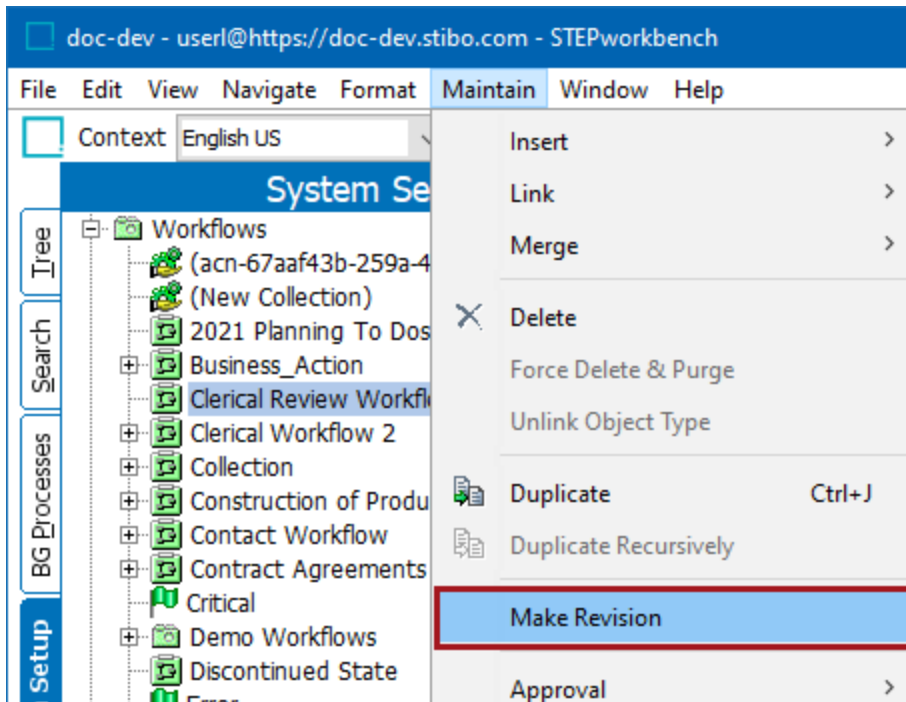 doc-dev - userl@https://doc-dev.stibo.com - STEPworkbench
File Edit View Navigate Format Maintain Window Help
Context English US
System Se
Tree
Search
BG Processes
Setup
Workflows
(acn-67aaf43b-259a-4
(New Collection)
2021 Planning To Dos
Business_Action
Clerical Review Workfl
Clerical Workflow 2
Collection
Construction of Produ
Contact Workflow
Contract Agreements
Critical
Demo Workflows
Discontinued State
Error
Insert
Link
Merge
Delete
Force Delete & Purge
Unlink Object Type
Duplicate Ctrl+J
Duplicate Recursively
Make Revision
Approval